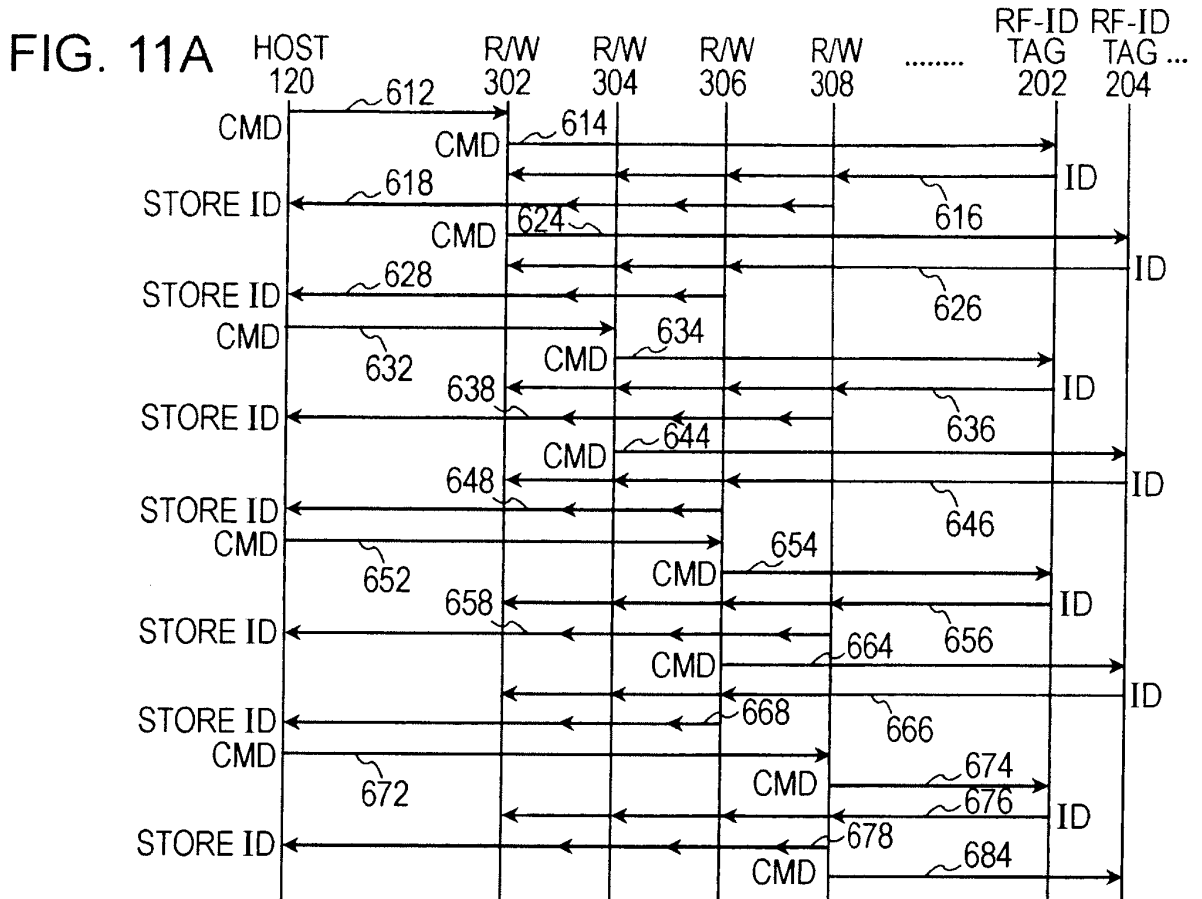 FIG. 11A
HOST 120
R/W 302
R/W 304
R/W 306
R/W 308
........
RF-ID TAG 202
RF-ID TAG 204
...
612
CMD
CMD
614
ID
618
STORE ID
616
624
CMD
ID
628
STORE ID
626
CMD
632
634
CMD
638
ID
STORE ID
636
644
CMD
648
ID
STORE ID
646
CMD
652
654
CMD
658
ID
STORE ID
656
664
CMD
ID
STORE ID
668
666
CMD
672
674
CMD
676
ID
STORE ID
678
CMD
684